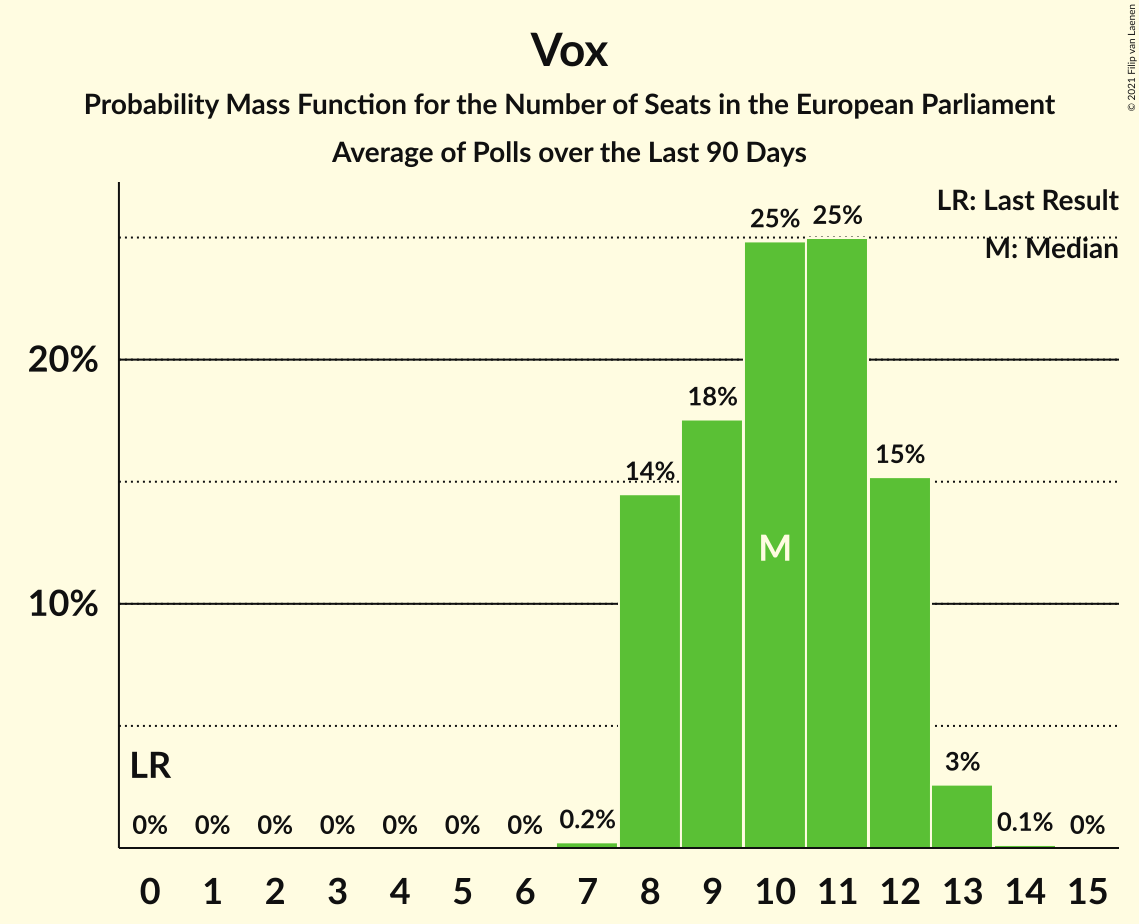 Vox
Probability Mass Function for the Number of Seats in the European Parliament
Average of Polls over the Last 90 Days
© 2021 Filip van Laenen
LR: Last Result
M: Median
25% 25%
20%
18%
15%
14%
M
10%
LR
3%
0% 0% 0% 0% 0% 0% 0% 0.2% 0.1% 0%
0 1 2 3 4 5 6 7 8 9 10 11 12 13 14 15